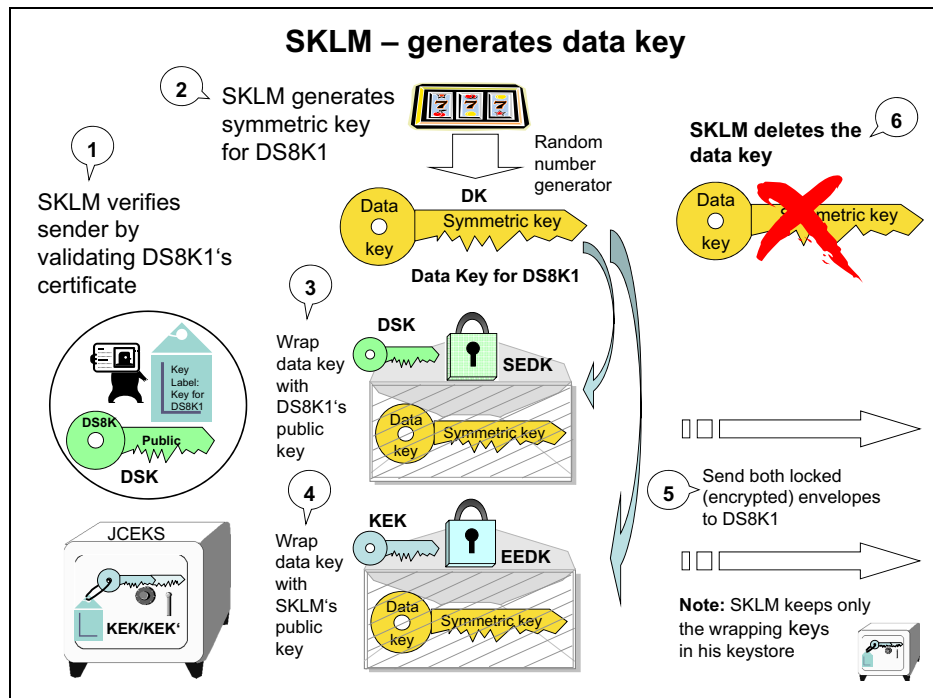 SKLM – generates data key
1
SKLM verifies
sender by
validating DS8K1‘s
certificate
Key
Label:
Key for
DS8K1
DS8K
Public
DSK
JCEKS
KEK/KEK‘
2
SKLM generates
symmetric key
for DS8K1
7 7 7
Random
number
generator
DK
Data
key
Symmetric key
Data Key for DS8K1
3
Wrap
data key
with
DS8K1‘s
public
key
DSK
SEDK
Data
key
Symmetric key
4
Wrap
data key
with
SKLM‘s
public
key
KEK
EEDK
Data
key
Symmetric key
5
Send both locked
(encrypted) envelopes
to DS8K1
6
SKLM deletes the
data key
Data
key
Symmetric key
Note: SKLM keeps only
the wrapping keys
in his keystore